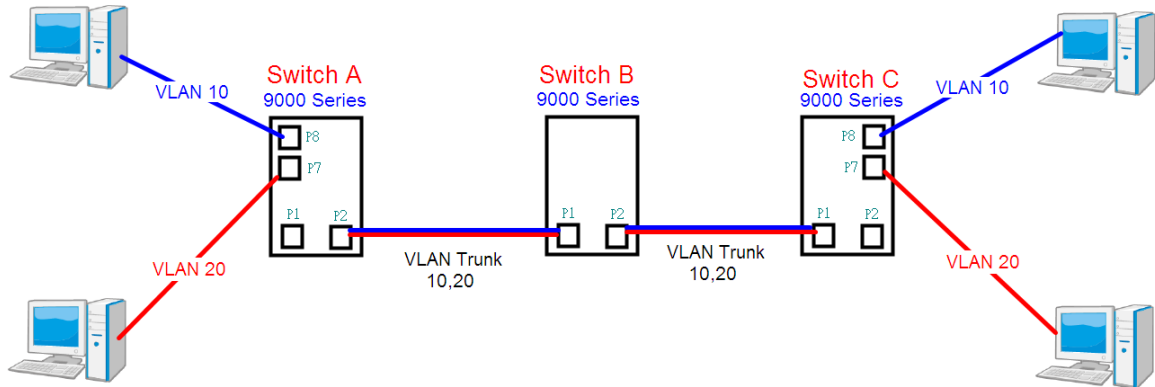 Switch A
9000 Series
Switch B
9000 Series
Switch C
9000 Series
VLAN 10
VLAN 10
P8
P7
P1
P2
P1
P2
P8
P7
P1
P2
VLAN 20
VLAN Trunk
10,20
VLAN Trunk
10,20
VLAN 20